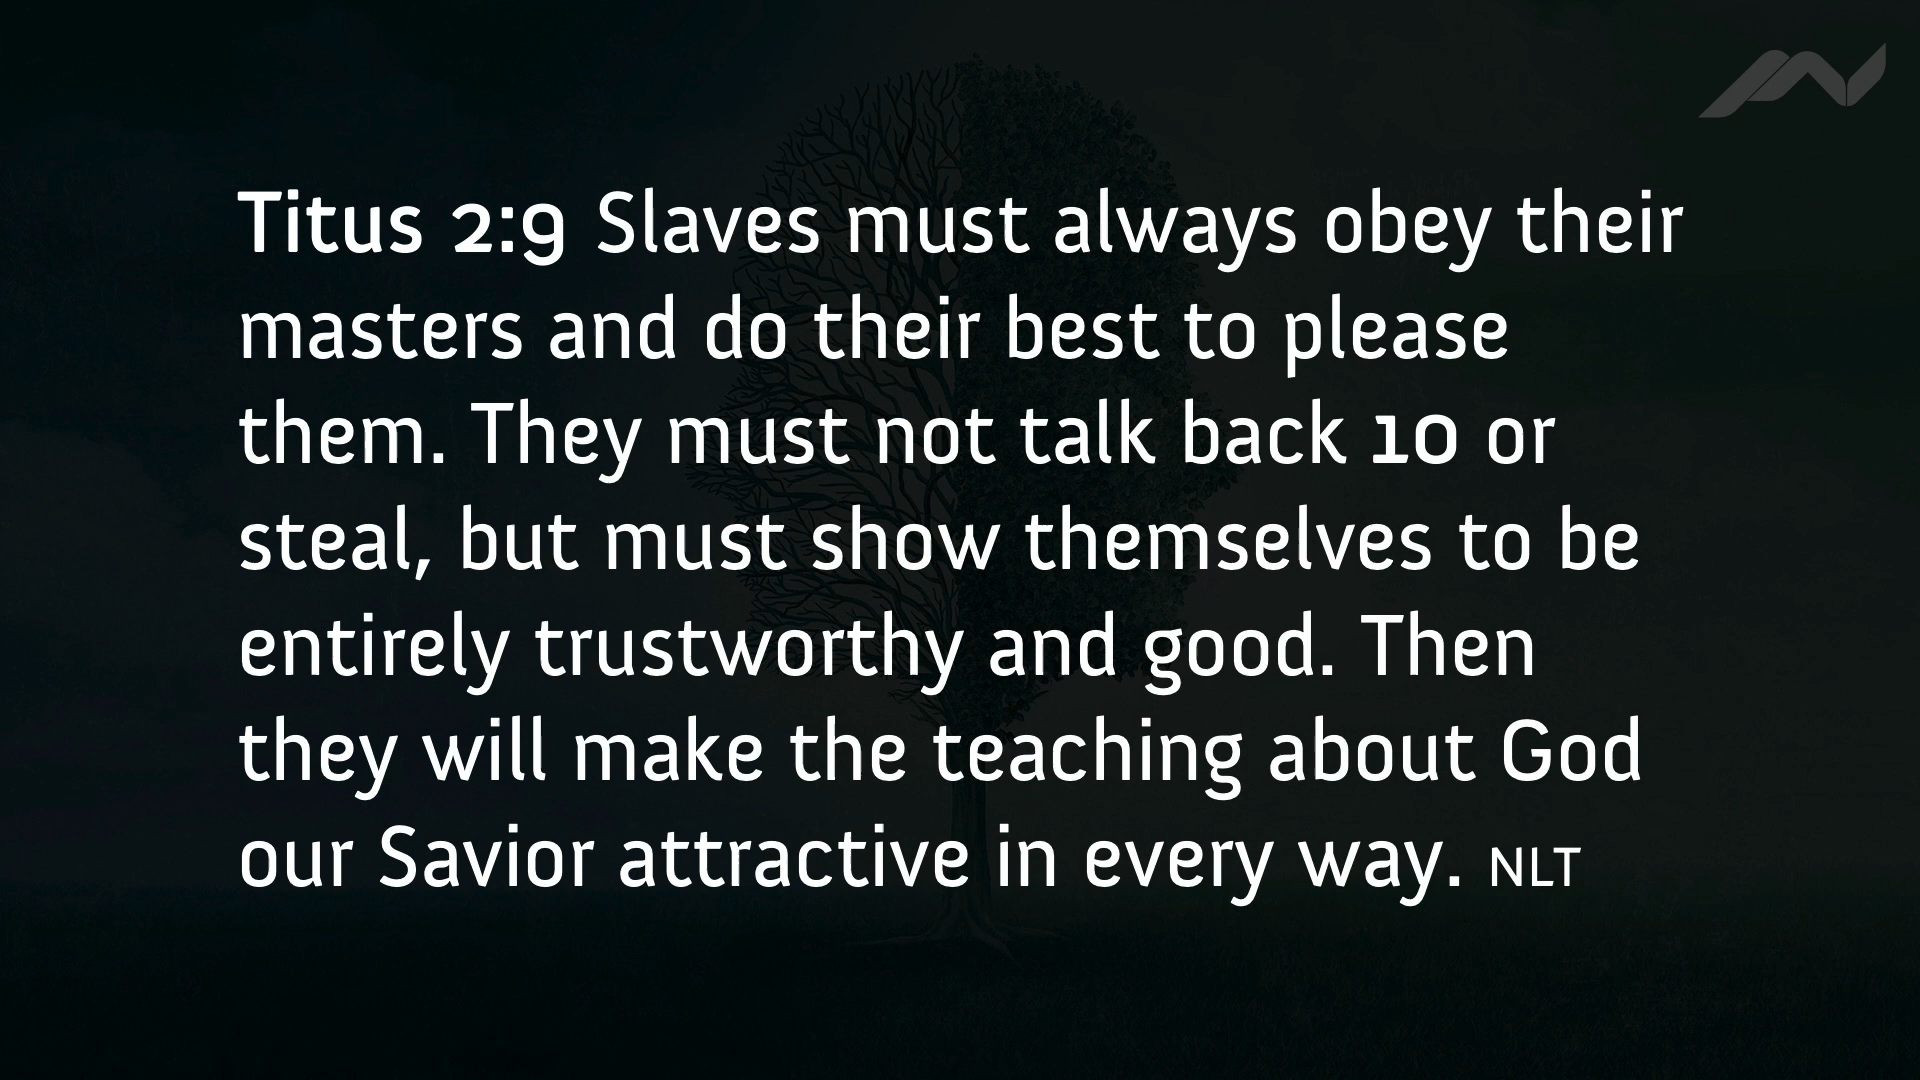 Titus 2:9 Slaves must always obey their
masters and do their best to please
them. They must not talk back 10 or
steal, but must show themselves to be
entirely trustworthy and good. Then
they will make the teaching about God
our Savior attractive in every way. NLT